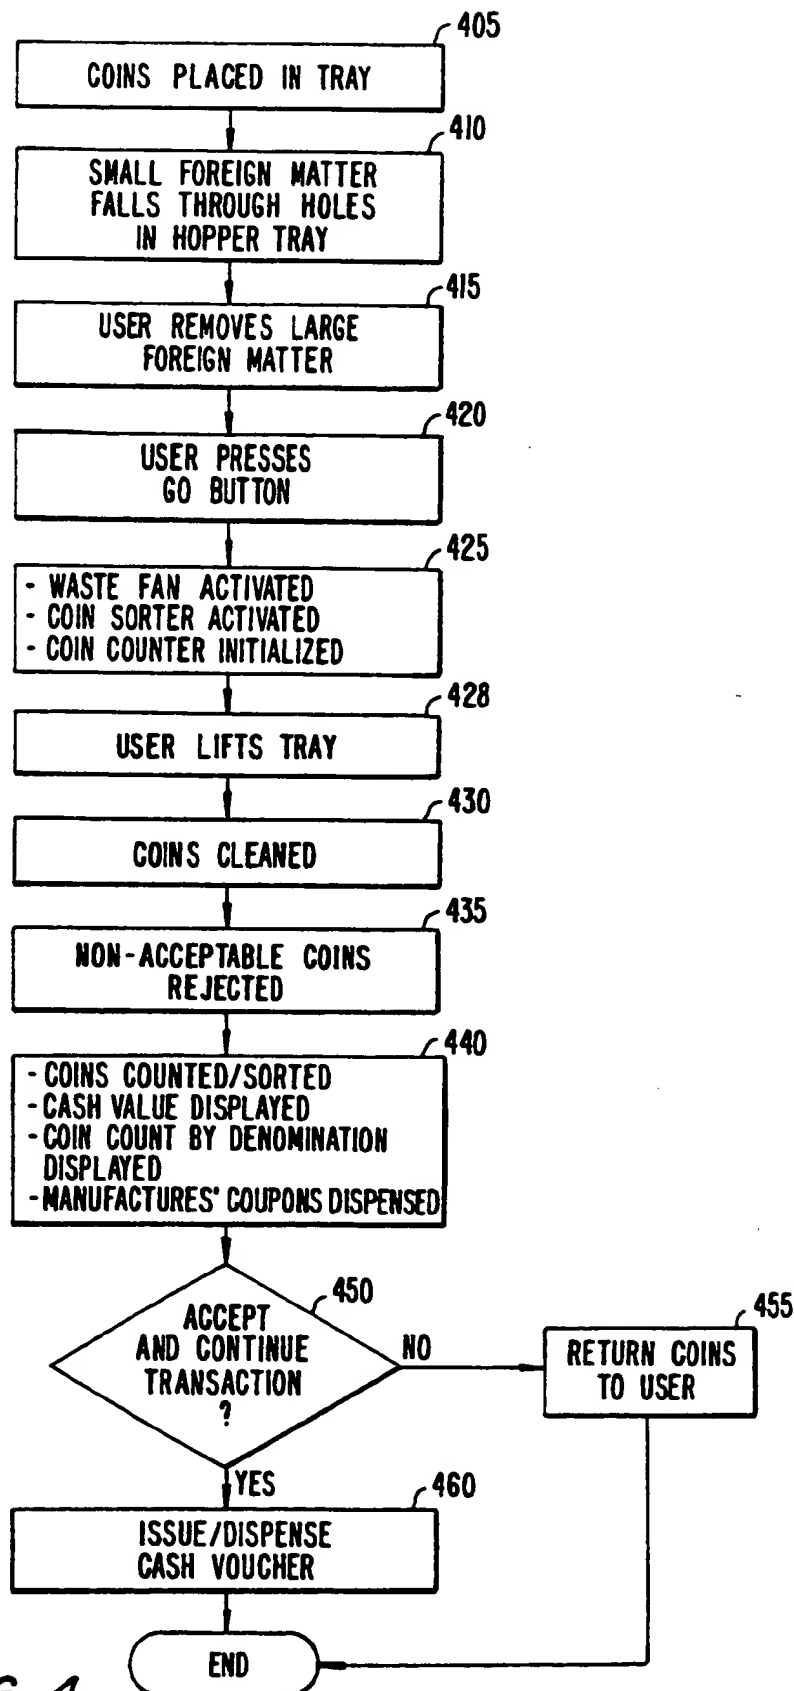 405
COINS PLACED IN TRAY
410
SMALL FOREIGN MATTER
FALLS THROUGH HOLES
IN HOPPER TRAY
415
USER REMOVES LARGE
FOREIGN MATTER
420
USER PRESSES
GO BUTTON
425
- WASTE FAN ACTIVATED
- COIN SORTER ACTIVATED
- COIN COUNTER INITIALIZED
428
USER LIFTS TRAY
430
COINS CLEANED
435
NON-ACCEPTABLE COINS
REJECTED
440
- COINS COUNTED/SORTED
- CASH VALUE DISPLAYED
- COIN COUNT BY DENOMINATION
DISPLAYED
- MANUFACTURES' COUPONS DISPENSED
450
ACCEPT
AND CONTINUE
TRANSACTION
?
NO
455
RETURN COINS
TO USER
YES
460
ISSUE/DISPENSE
CASH VOUCHER
END